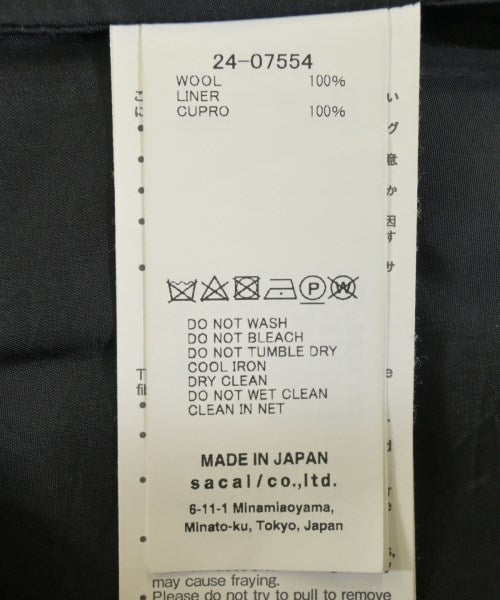 24-07554
WOOL 100%
LINER
CUPRO 100%
P W
DO NOT WASH
DO NOT BLEACH
DO NOT TUMBLE DRY
COOL IRON
DRY CLEAN
DO NOT WET CLEAN
CLEAN IN NET
MADE IN JAPAN
sacai/co.,ltd.
6-11-1 Minamiaoyama,
Minato-ku, Tokyo, Japan
may cause fraying.
• Please do not try to pull to remove